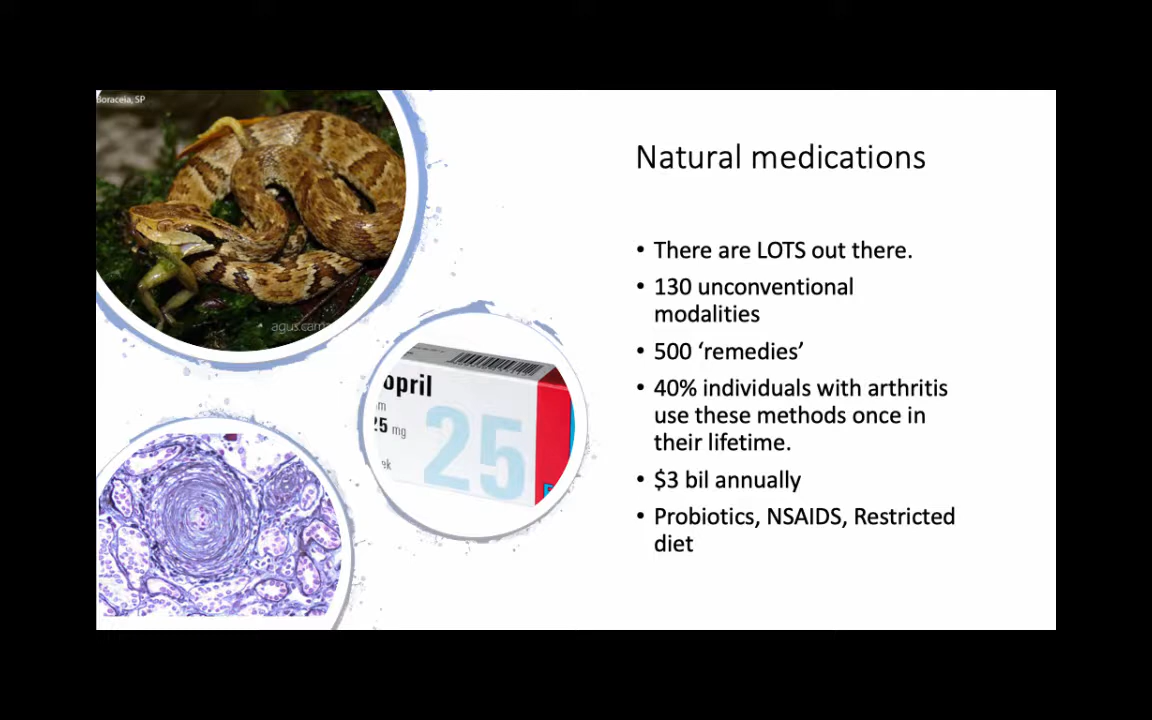 Boraceia, SP
agus.cam
Natural medications
• There are LOTS out there.
• 130 unconventional
modalities
• 500 ‘remedies’
• 40% individuals with arthritis
use these methods once in
their lifetime.
• $3 bil annually
• Probiotics, NSAIDS, Restricted
diet
opril
m
25 mg
ek
25